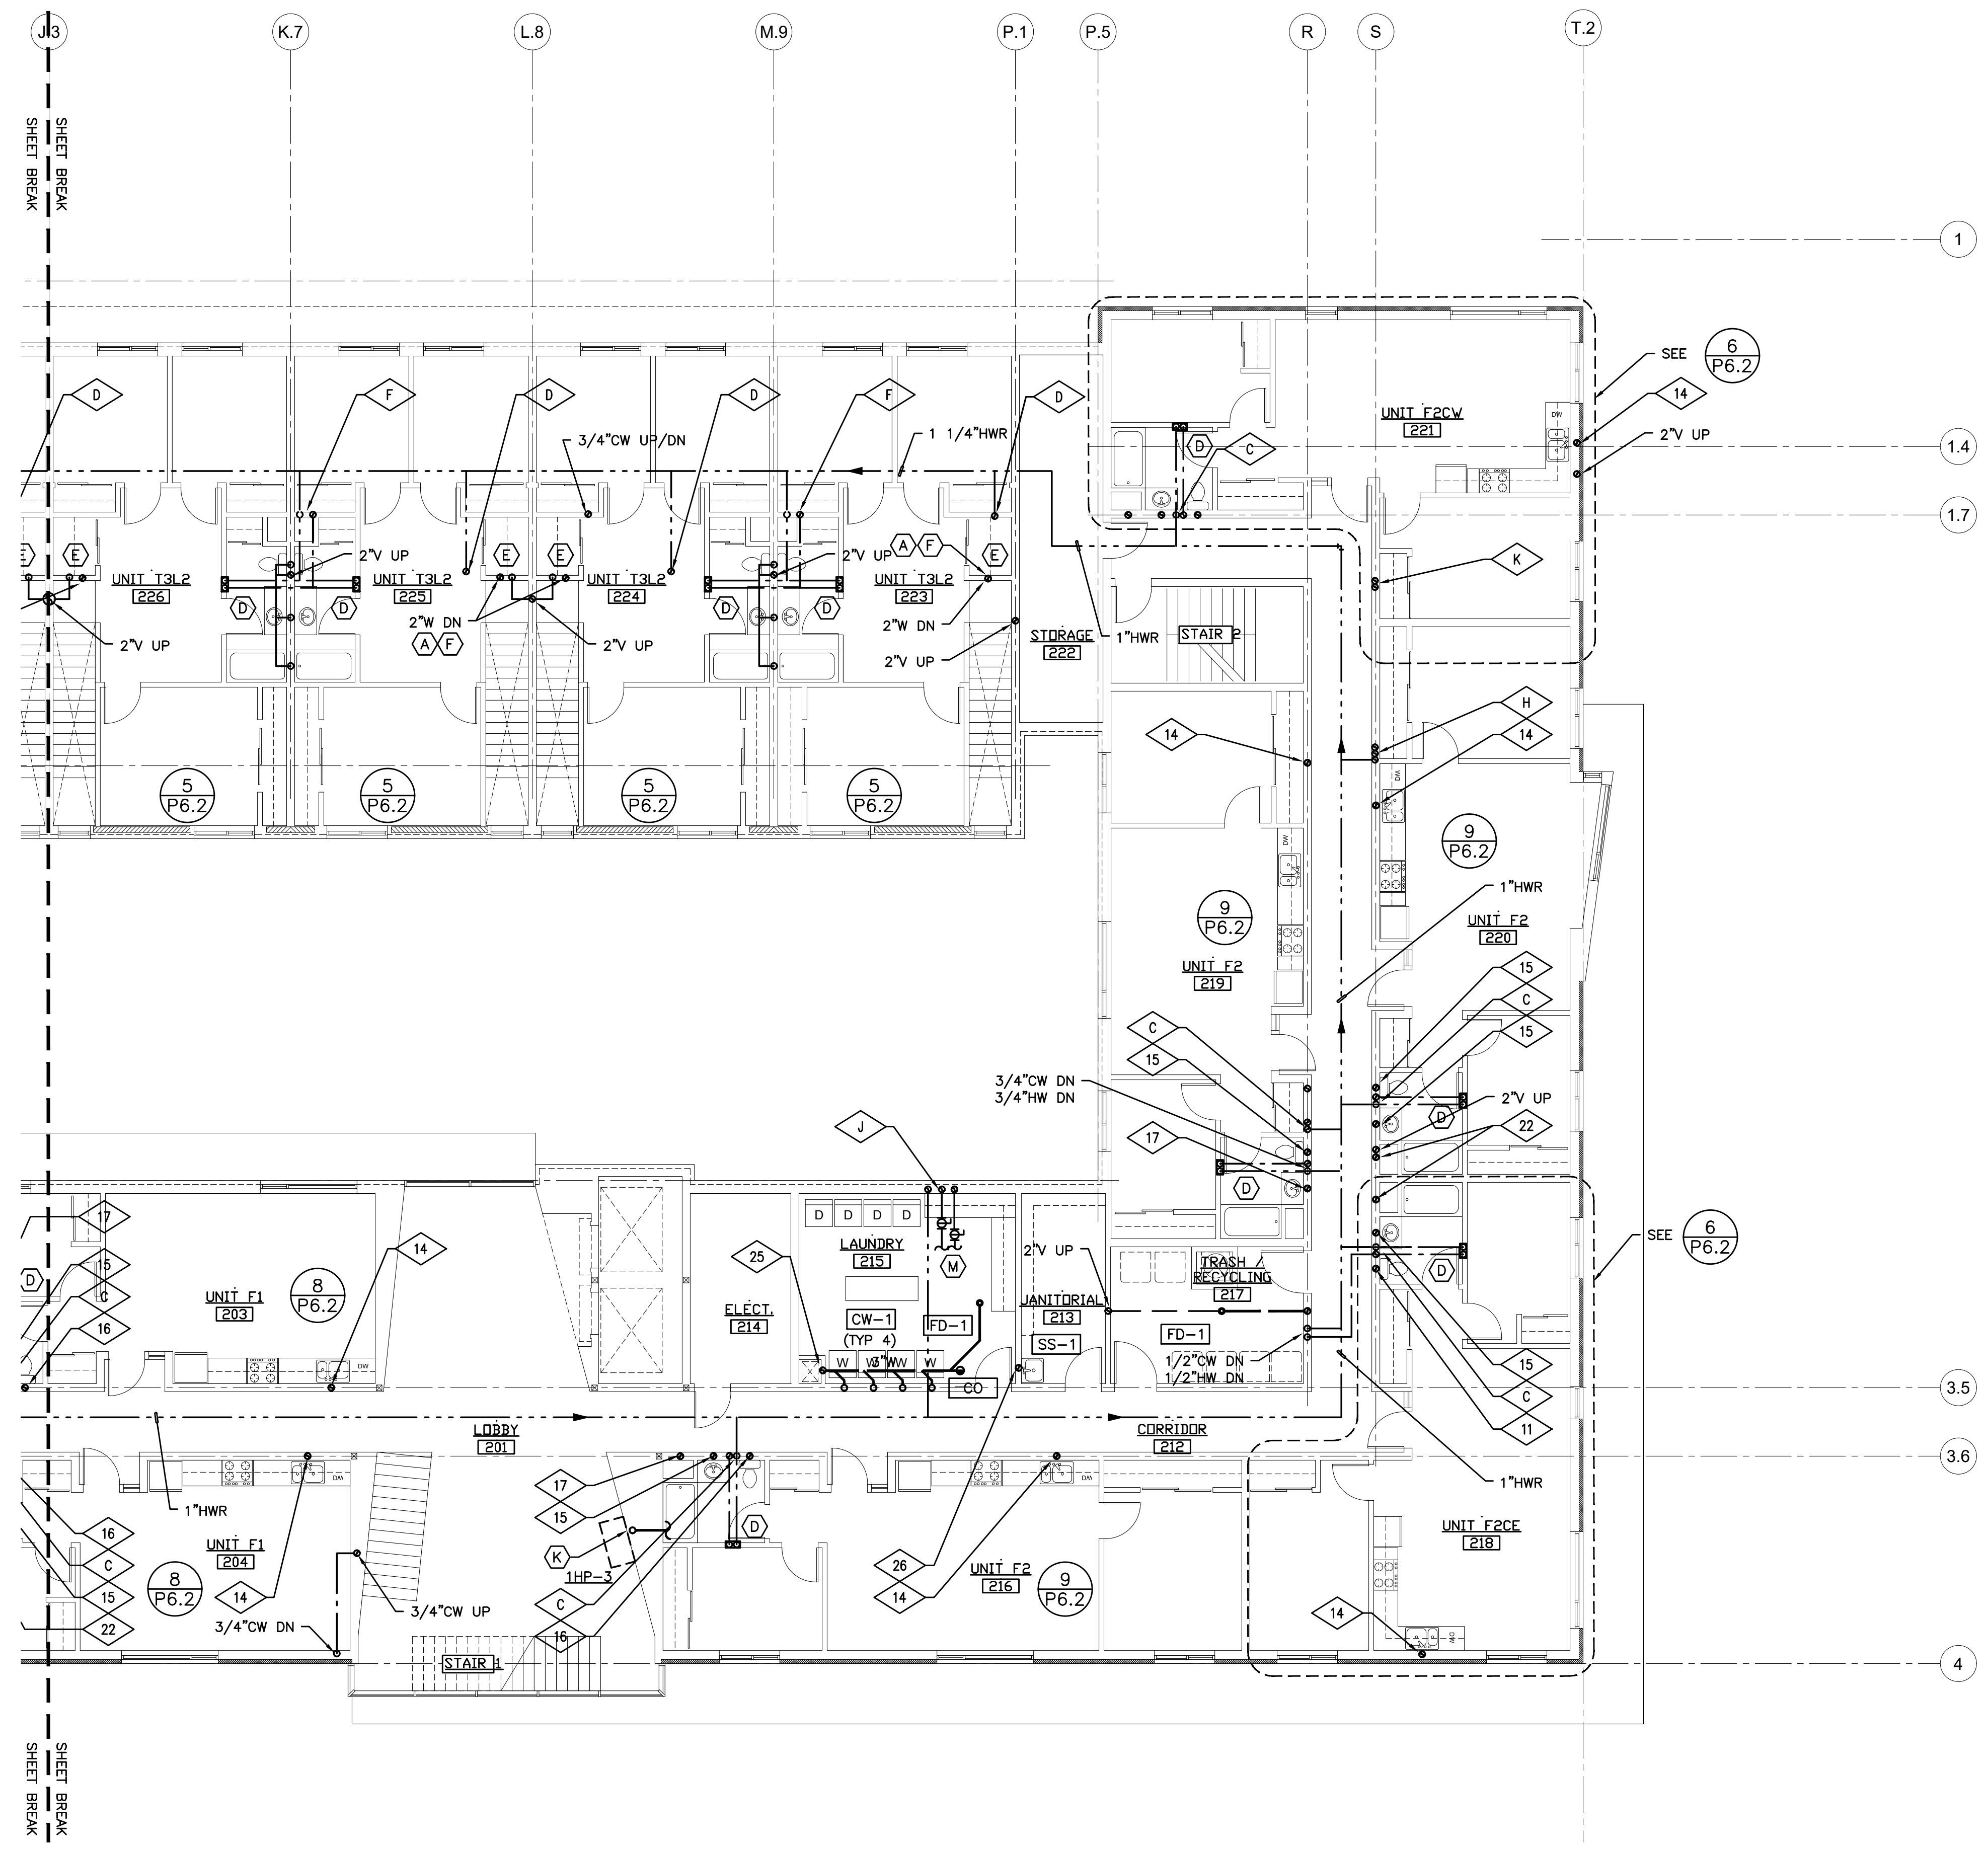 J.3
K.7
L.8
M.9
P.1
P.5
R
S
T.2
SHEET BREAK
SHEET BREAK
1
SEE
6
P6.2
14
2"V UP
D
F
D
D
F
D
3/4"CW UP/DN
1 1/4"HWR
UNIT F2CW
221
D
C
1.4
1.7
K
E
E
E
E
E
A
F
2"V UP
2"V UP
UNIT T3L2
226
UNIT T3L2
225
UNIT T3L2
224
UNIT T3L2
223
D
D
D
D
2"W DN
A
F
2"W DN
2"V UP
2"V UP
2"V UP
STORAGE
222
1"HWR
STAIR 2
H
14
14
5
P6.2
5
P6.2
5
P6.2
5
P6.2
DW
DW
DW
9
P6.2
9
P6.2
1"HWR
UNIT F2
220
UNIT F2
219
15
C
15
C
15
3/4"CW DN
3/4"HW DN
2"V UP
22
17
D
D
J
17
15
C
16
D
14
UNIT F1
203
8
P6.2
25
ELECT.
214
D D D D
LAUNDRY
215
M
CW-1
(TYP 4)
FD-1
W W W W
3"W
CO
2"V UP
JANITORIAL
213
SS-1
TRASH /
RECYCLING
217
FD-1
1/2"CW DN
1/2"HW DN
D
SEE
6
P6.2
15
C
11
3.5
DW
LOBBY
201
CORRIDOR
212
3.6
1"HWR
DW
DW
1"HWR
16
C
15
22
UNIT F1
204
8
P6.2
14
3/4"CW DN
3/4"CW UP
17
15
K
1HP-3
C
16
D
26
14
UNIT F2
216
9
P6.2
UNIT F2CE
218
14
DW
STAIR 1
4
SHEET BREAK
SHEET BREAK